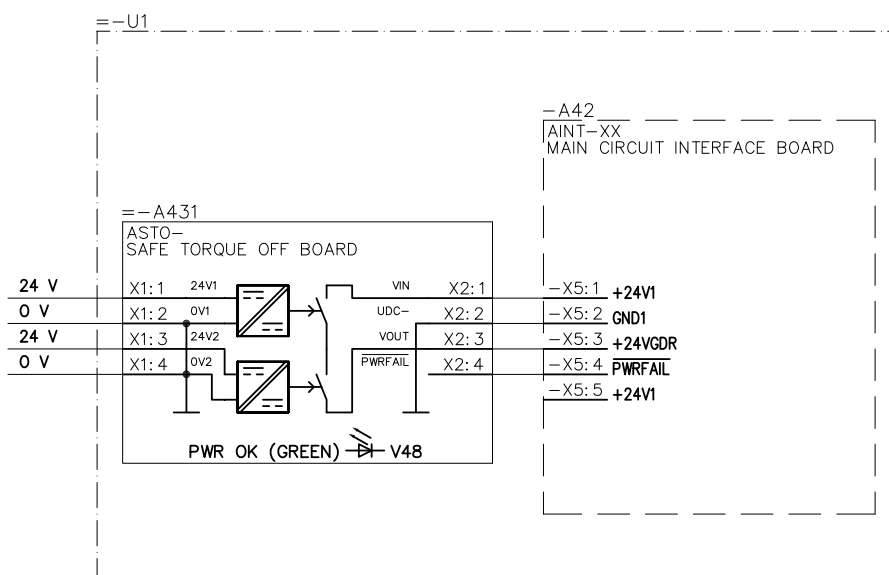 =-U1
-A42
AINT-XX
MAIN CIRCUIT INTERFACE BOARD
=-A431
ASTO-
SAFE TORQUE OFF BOARD
24 V X1:1 24V1 VIN X2:1 -X5:1 +24V1
0 V X1:2 0V1 UDC- X2:2 -X5:2 GND1
24 V X1:3 24V2 VOUT X2:3 -X5:3 +24VGDR
0 V X1:4 0V2 PWRFAIL X2:4 -X5:4 PWRFAIL
-X5:5 +24V1
PWR OK (GREEN) V48